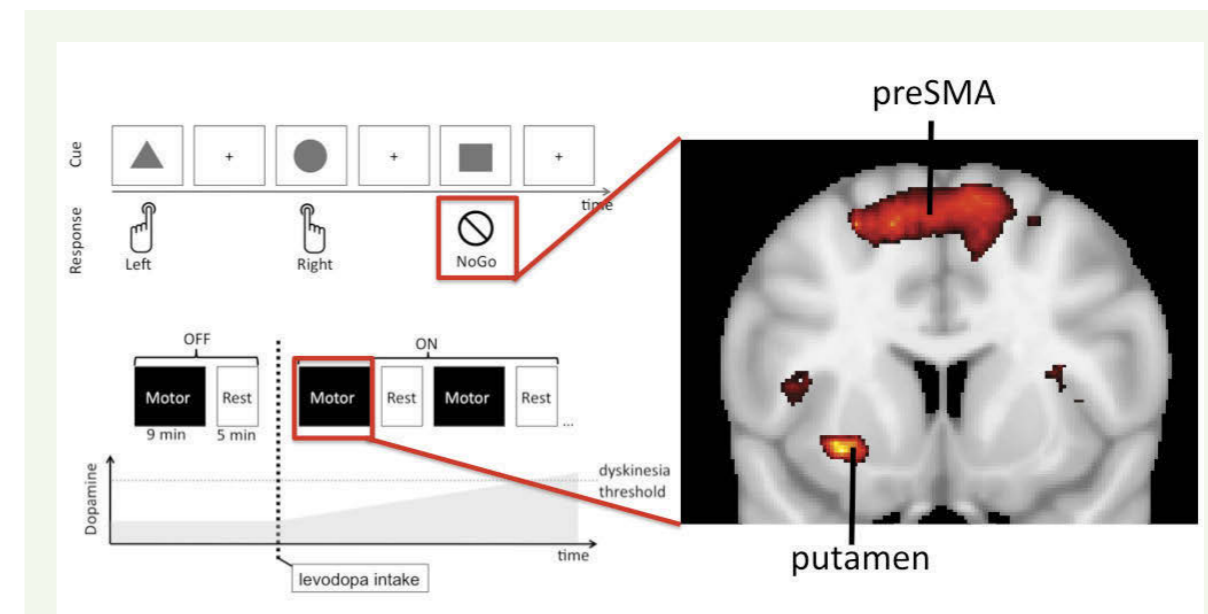 preSMA
Cue
+
+
+
time
Response
Left
Right
NoGo
OFF
ON
Motor
Rest
Motor
Rest
Motor
Rest
...
9 min
5 min
Dopamine
dyskinesia
threshold
time
levodopa intake
putamen